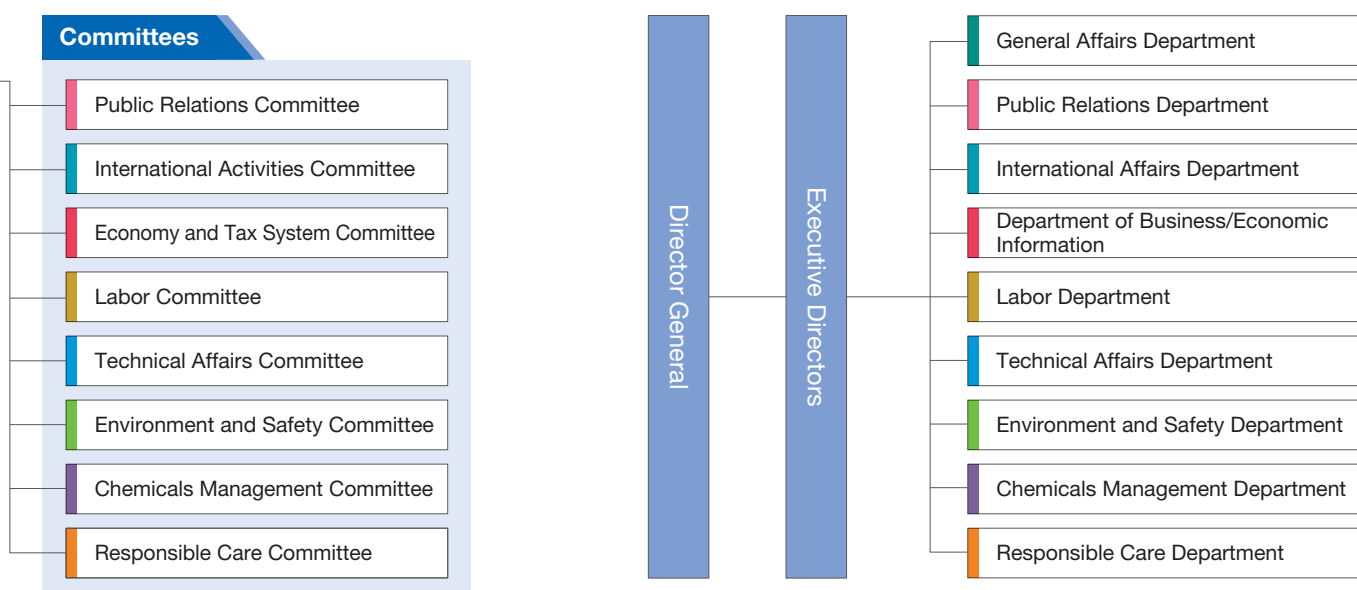 Committees
Public Relations Committee
International Activities Committee
Economy and Tax System Committee
Labor Committee
Technical Affairs Committee
Environment and Safety Committee
Chemicals Management Committee
Responsible Care Committee
Director General
Executive Directors
General Affairs Department
Public Relations Department
International Affairs Department
Department of Business/Economic
Information
Labor Department
Technical Affairs Department
Environment and Safety Department
Chemicals Management Department
Responsible Care Department